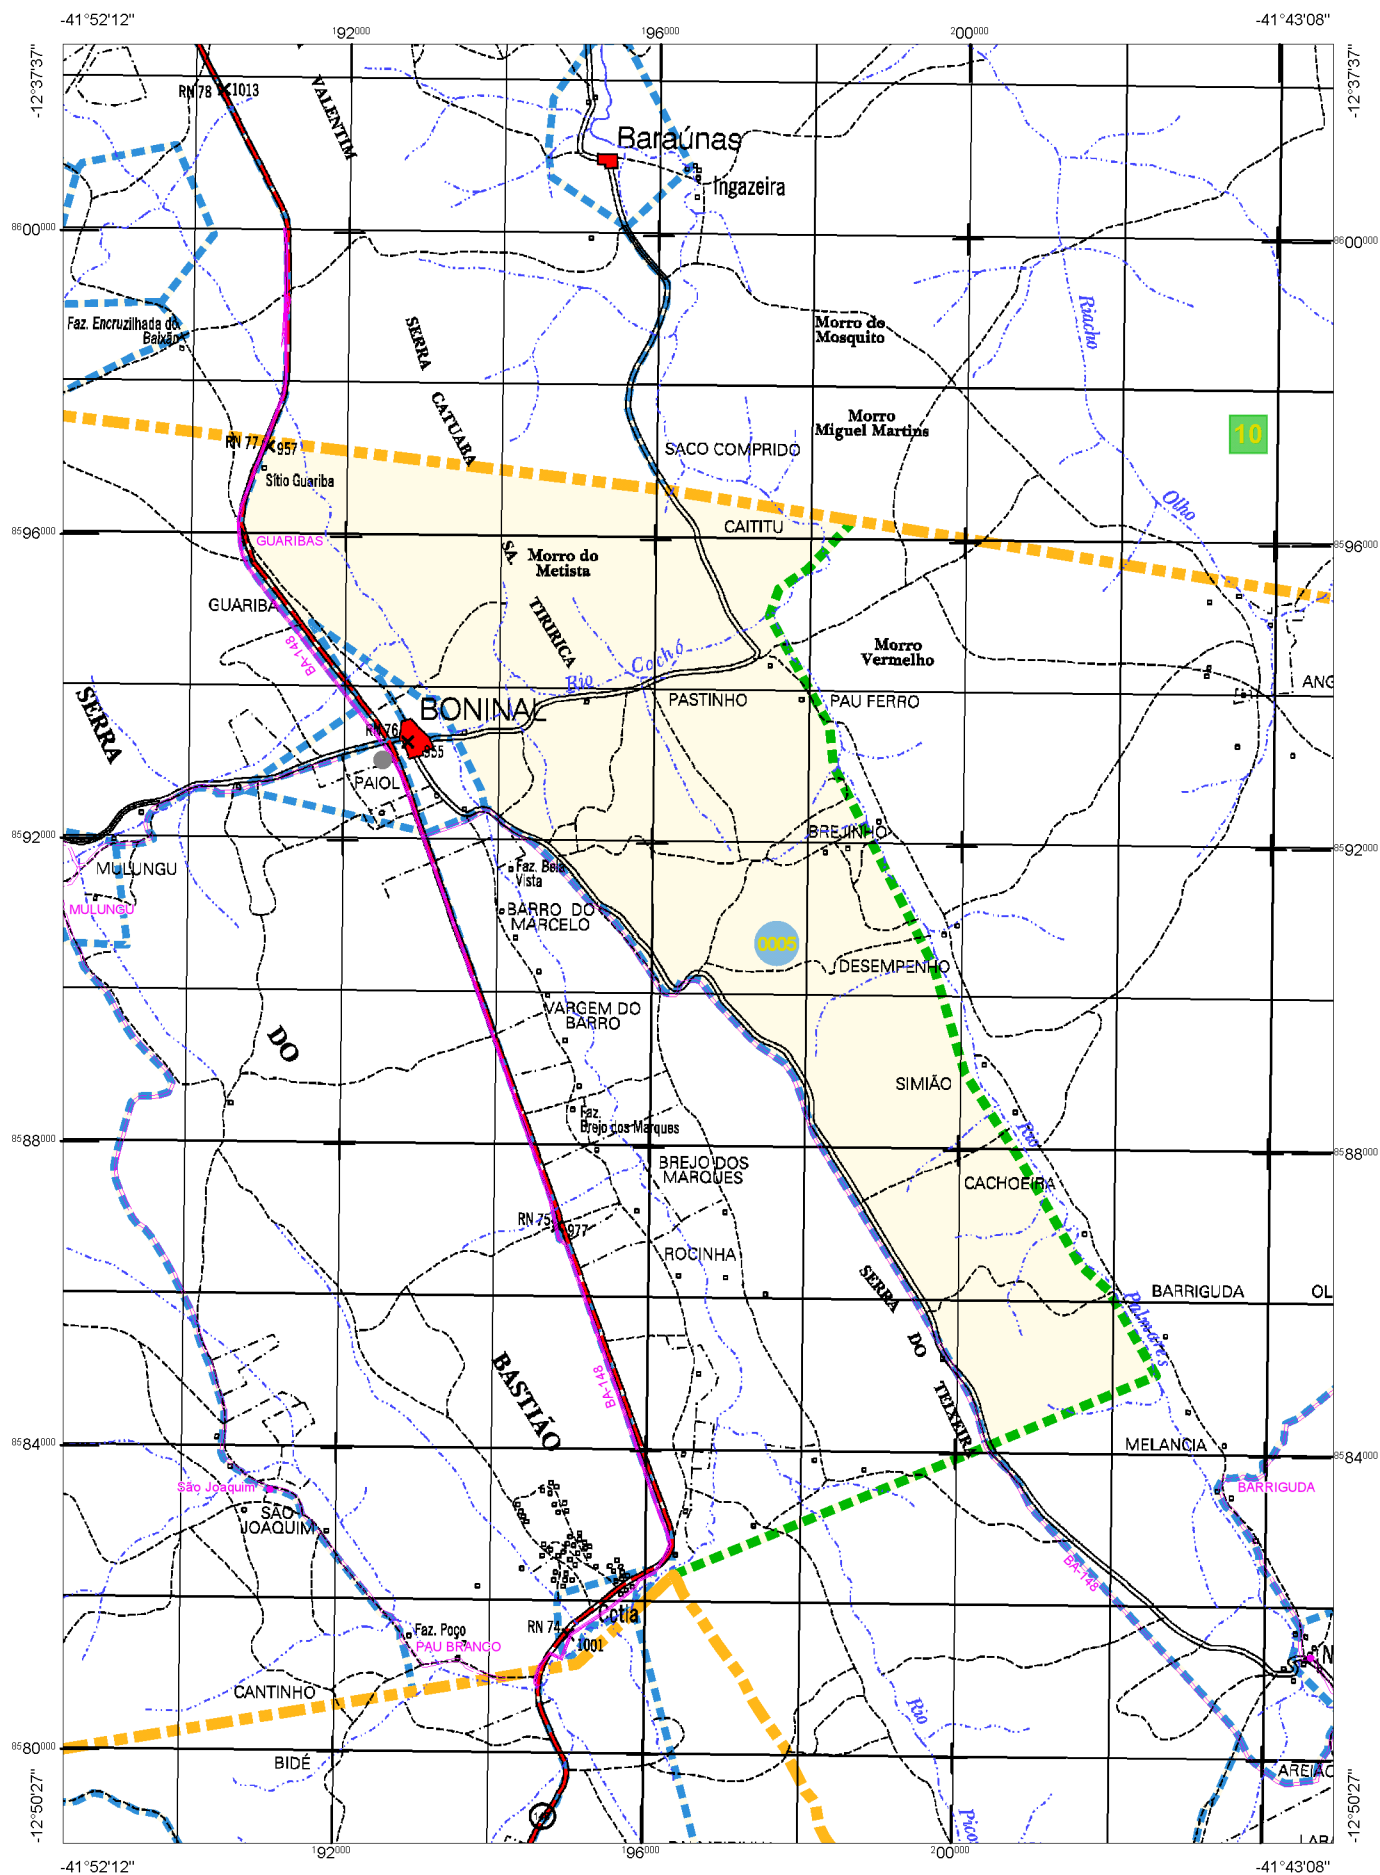 -41°52'12"
-41°43'08"
192000
196000
200000
-12°37'37"
-12°37'37"
RN 78
1013
VALENTIM
Baraúnas
Ingazeira
8600000
8600000
Riacho
Faz. Encruzilhada do
Baixão
SERRA
CATUABA
Morro do
Mosquito
Morro
Miguel Martins
10
RN 77
957
Sítio Guariba
SACO COMPRIDO
Olho
CAITITU
8596000
8596000
GUARIBAS
SA.
TIRIRICA
Morro do
Metista
GUARIBA
BA-148
Morro
Vermelho
Rio
Cochó
SERRA
ANG
PASTINHO
PAU FERRO
BONINAL
RN 76
955
PAIOL
8592000
8592000
BREJINHO
MULUNGU
MULUNGU
Faz. Bela
Vista
BARRO DO
MARCELO
0005
DESEMPENHO
VARGEM DO
BARRO
DO
SIMIÃO
Faz.
Brejo dos Marques
Rio
8588000
8588000
BREJO DOS
MARQUES
CACHOEIRA
RN 75
977
ROCINHA
SERRA
DO
TEIXEIRA
BARRIGUDA
OL
Palmares
BASTIÃO
BA-148
8584000
8584000
MELANCIA
São Joaquim
BARRIGUDA
SÃO
JOAQUIM
BA-148
Cotia
RN 74
1001
Faz. Poço
PAU BRANCO
N
CANTINHO
Rio
8580000
8580000
BIDÉ
AREIÃO
Pico
LARA
-12°50'27"
-12°50'27"
192000
196000
200000
-41°52'12"
-41°43'08"